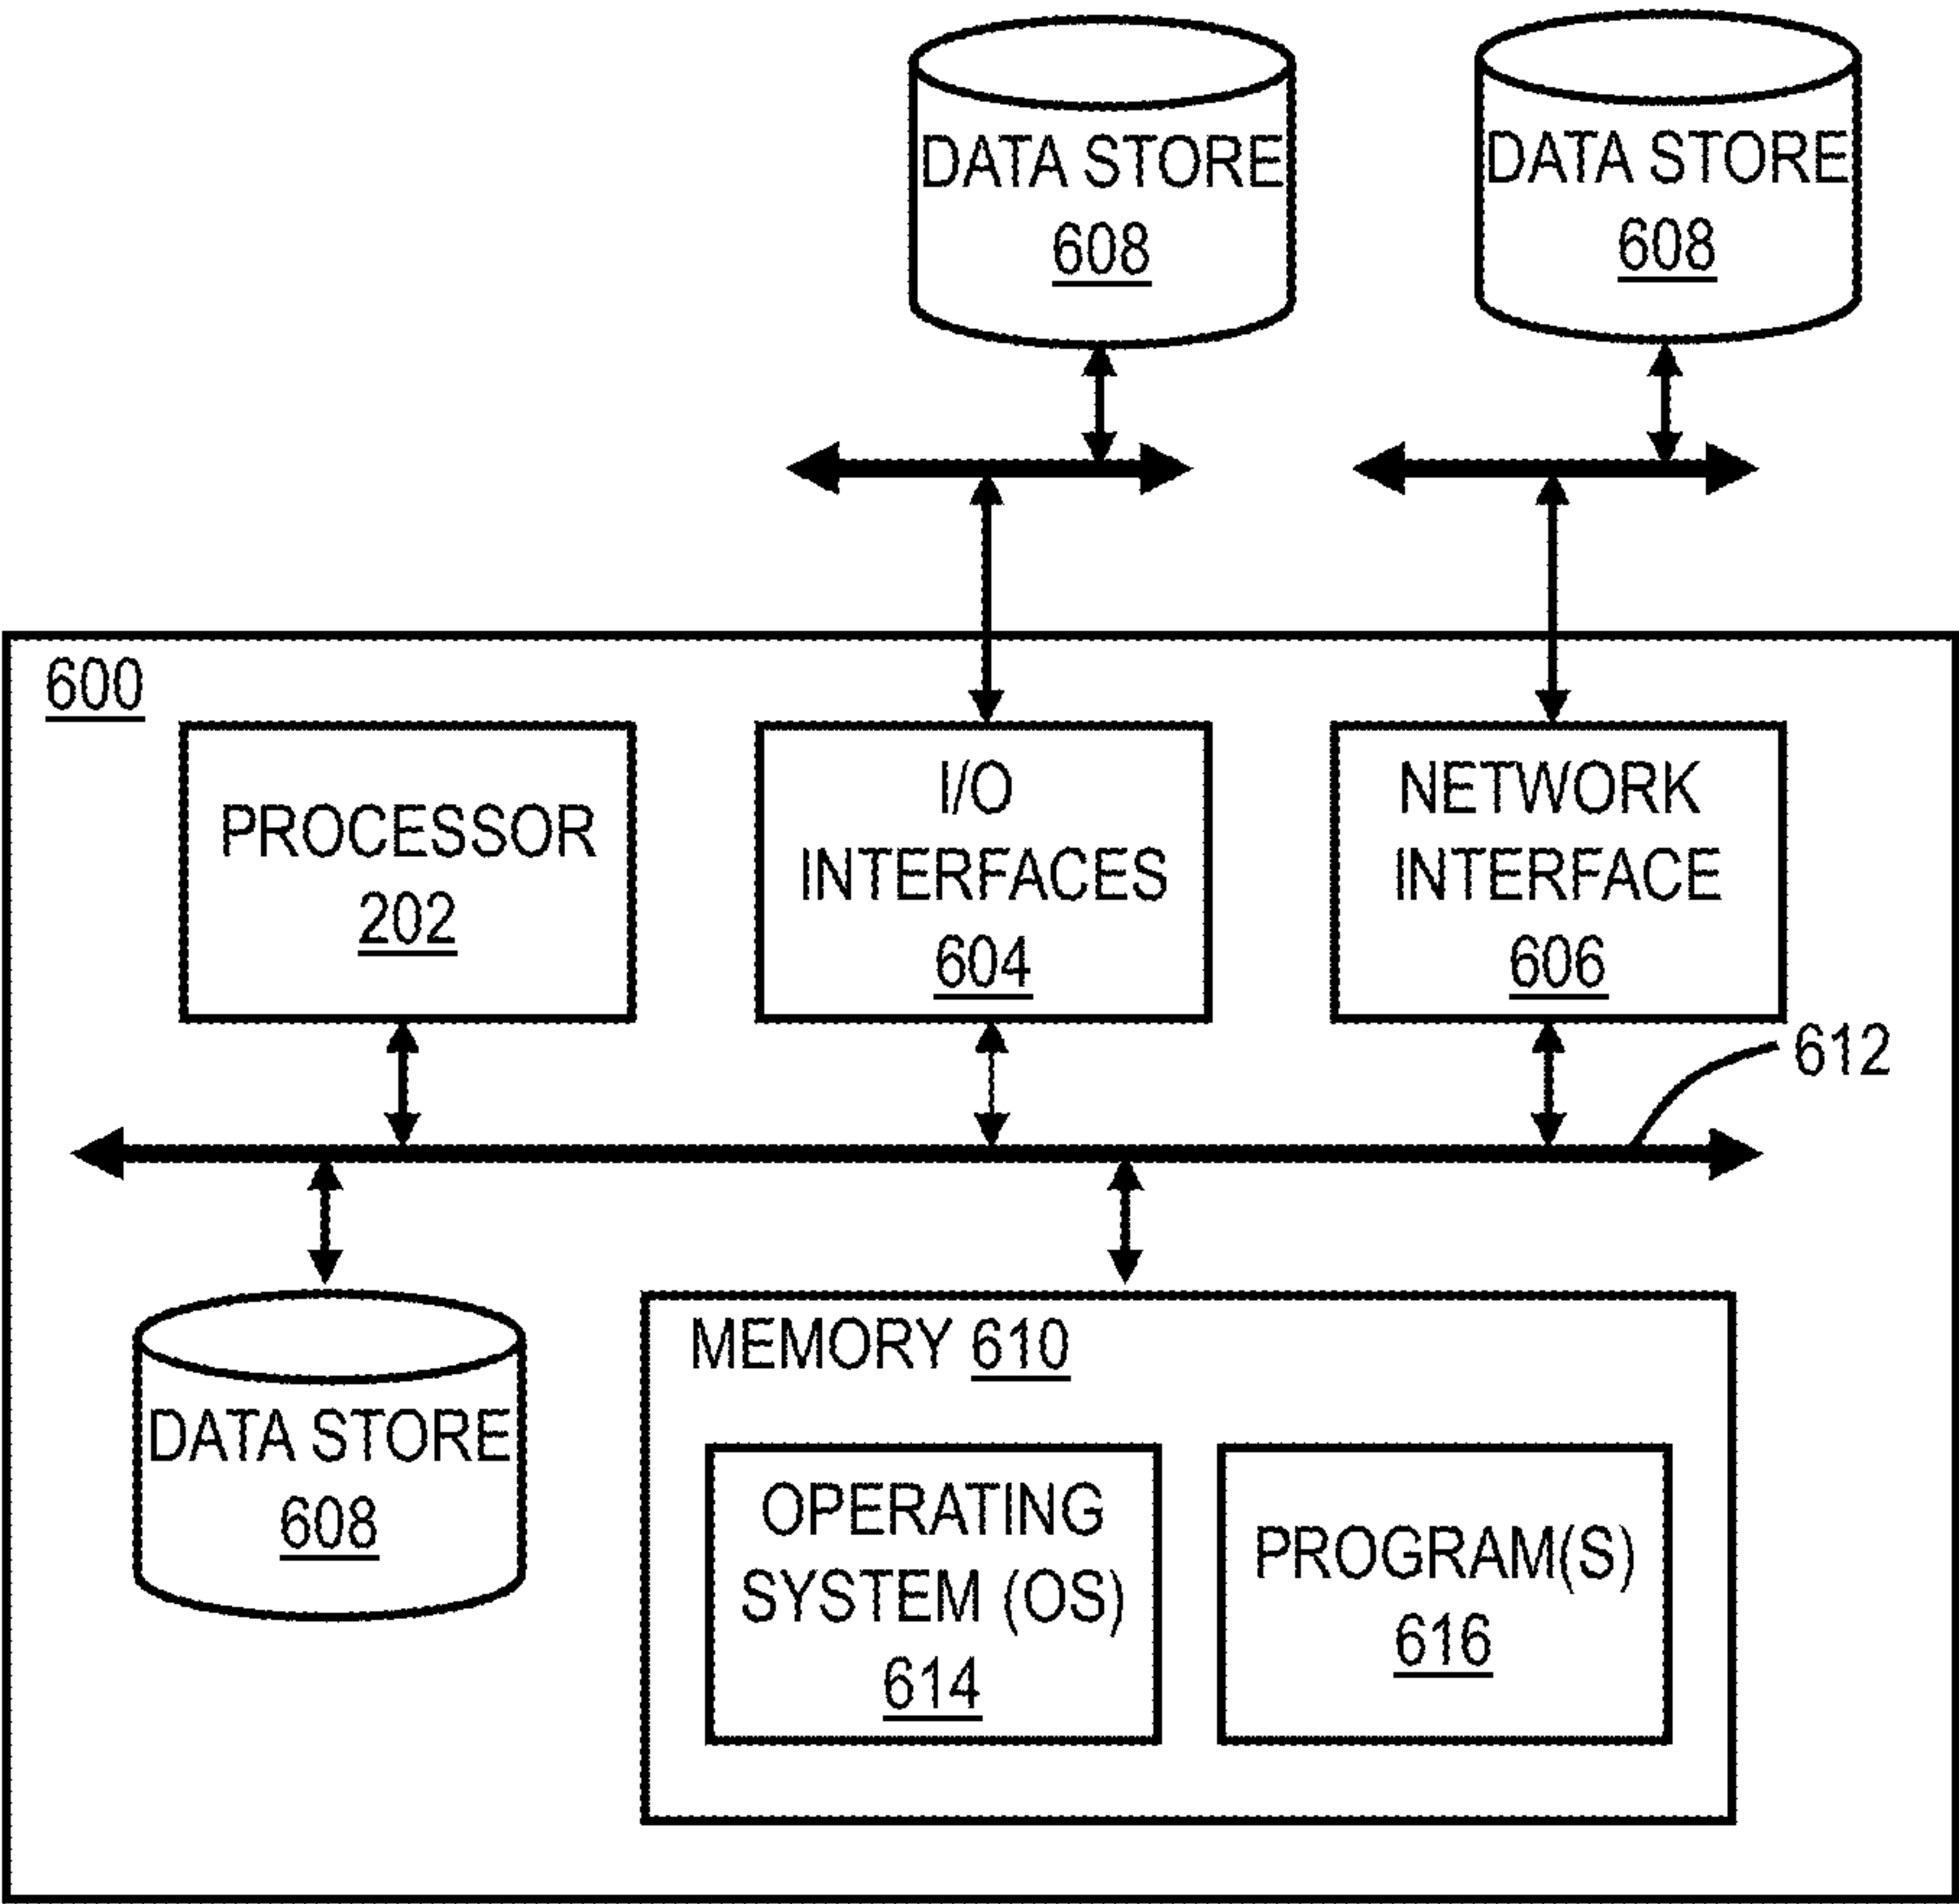 DATA STORE
608
DATA STORE
608
600
PROCESSOR
202
I/O
INTERFACES
604
NETWORK
INTERFACE
606
612
DATA STORE
608
MEMORY 610
OPERATING
SYSTEM (OS)
614
PROGRAM(S)
616